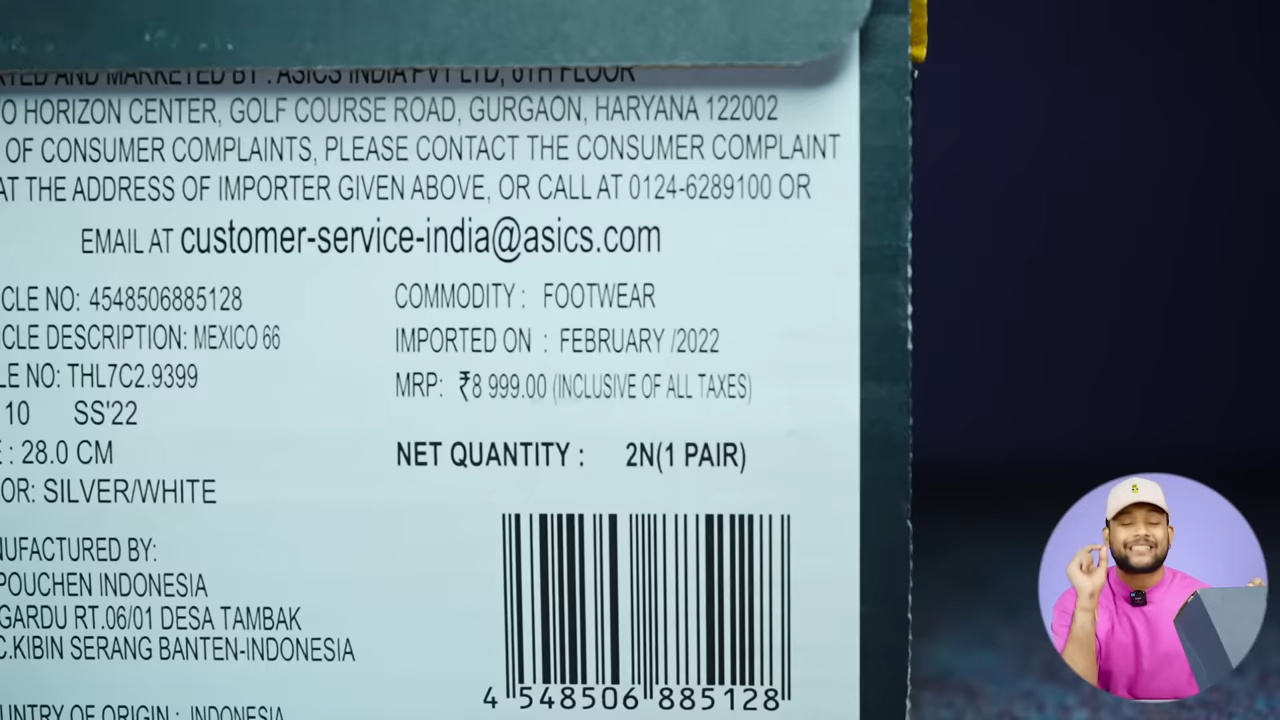 MARKETED BY : ASICS INDIA PVT LTD, 6TH FLOOR
O HORIZON CENTER, GOLF COURSE ROAD, GURGAON, HARYANA 122002
OF CONSUMER COMPLAINTS, PLEASE CONTACT THE CONSUMER COMPLAINT
AT THE ADDRESS OF IMPORTER GIVEN ABOVE, OR CALL AT 0124-6289100 OR
EMAIL AT customer-service-india@asics.com
CLE NO: 4548506885128
COMMODITY : FOOTWEAR
CLE DESCRIPTION: MEXICO 66
IMPORTED ON : FEBRUARY /2022
LE NO: THL7C2.9399
MRP: ₹8 999.00 (INCLUSIVE OF ALL TAXES)
10 SS'22
: 28.0 CM
NET QUANTITY : 2N(1 PAIR)
OR: SILVER/WHITE
NUFACTURED BY:
POUCHEN INDONESIA
GARDU RT.06/01 DESA TAMBAK
C.KIBIN SERANG BANTEN-INDONESIA
4 548506 885128
UNTRY OF ORIGIN : INDONESIA